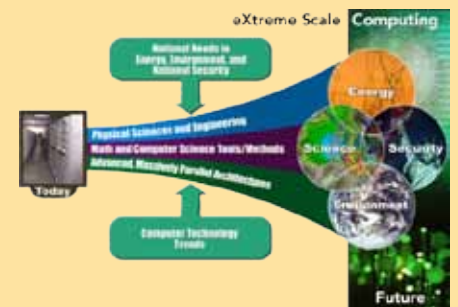 eXtreme Scale Computing
National Needs in
Energy, Environment, and
National Security
Physical Sciences and Engineering
Math and Computer Science Tools/Methods
Advanced, Massively Parallel Architectures
Today
Computer Technology
Trends
Energy
Science
Security
Environment
Future